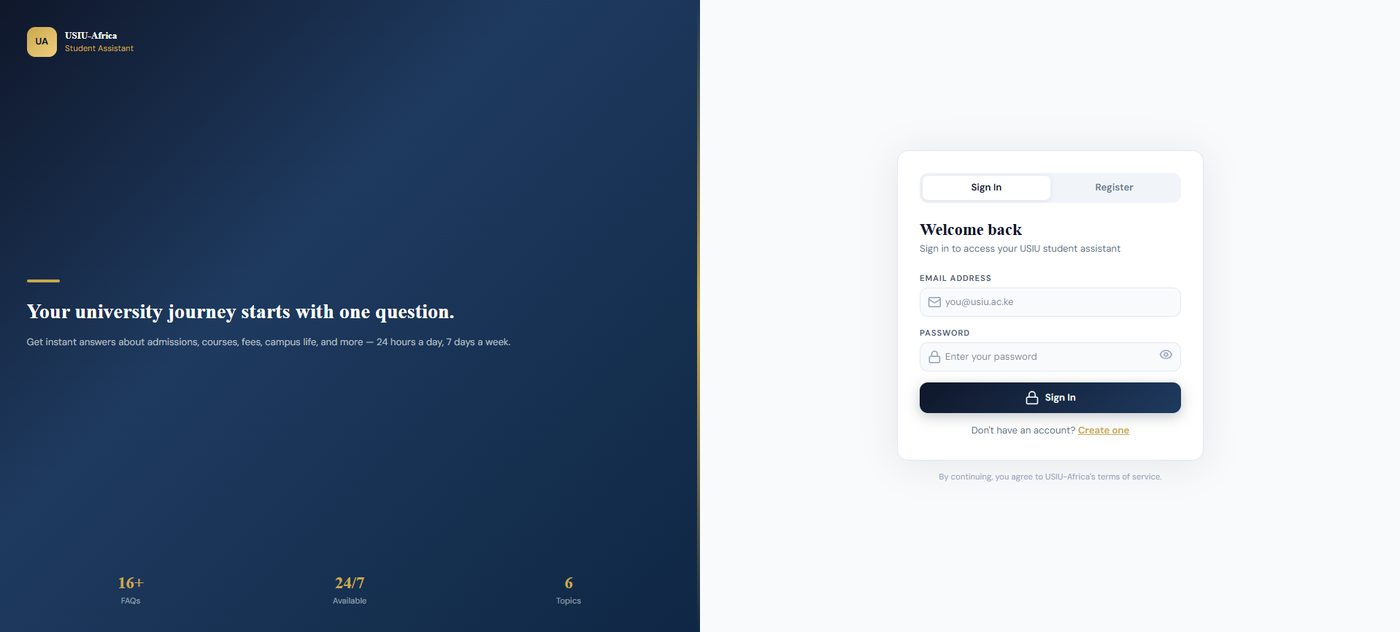 UA
USIU-Africa
Student Assistant
Your university journey starts with one question.
Get instant answers about admissions, courses, fees, campus life, and more — 24 hours a day, 7 days a week.
16+
FAQs
24/7
Available
6
Topics
Sign In
Register
Welcome back
Sign in to access your USIU student assistant
EMAIL ADDRESS
you@usiu.ac.ke
PASSWORD
Enter your password
Sign In
Don't have an account? Create one
By continuing, you agree to USIU-Africa's terms of service.